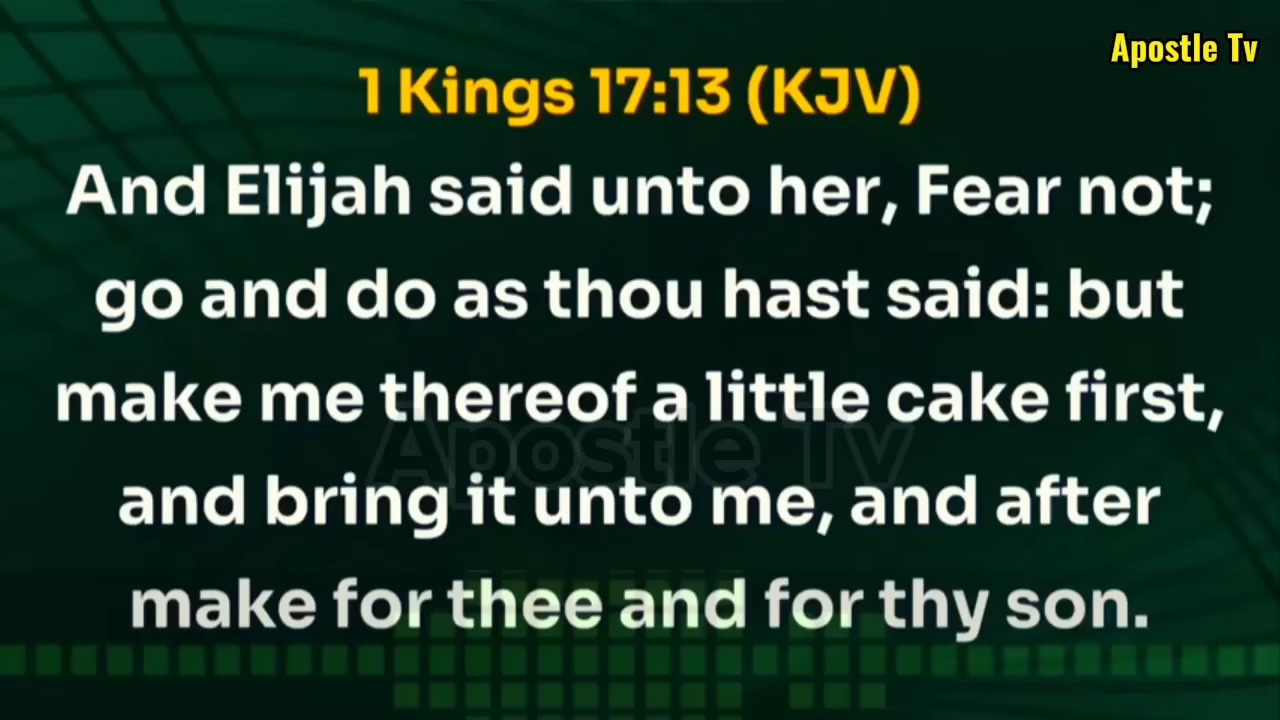 Apostle Tv
1 Kings 17:13 (KJV)
And Elijah said unto her, Fear not;
go and do as thou hast said: but
make me thereof a little cake first,
Apostle Tv
and bring it unto me, and after
make for thee and for thy son.